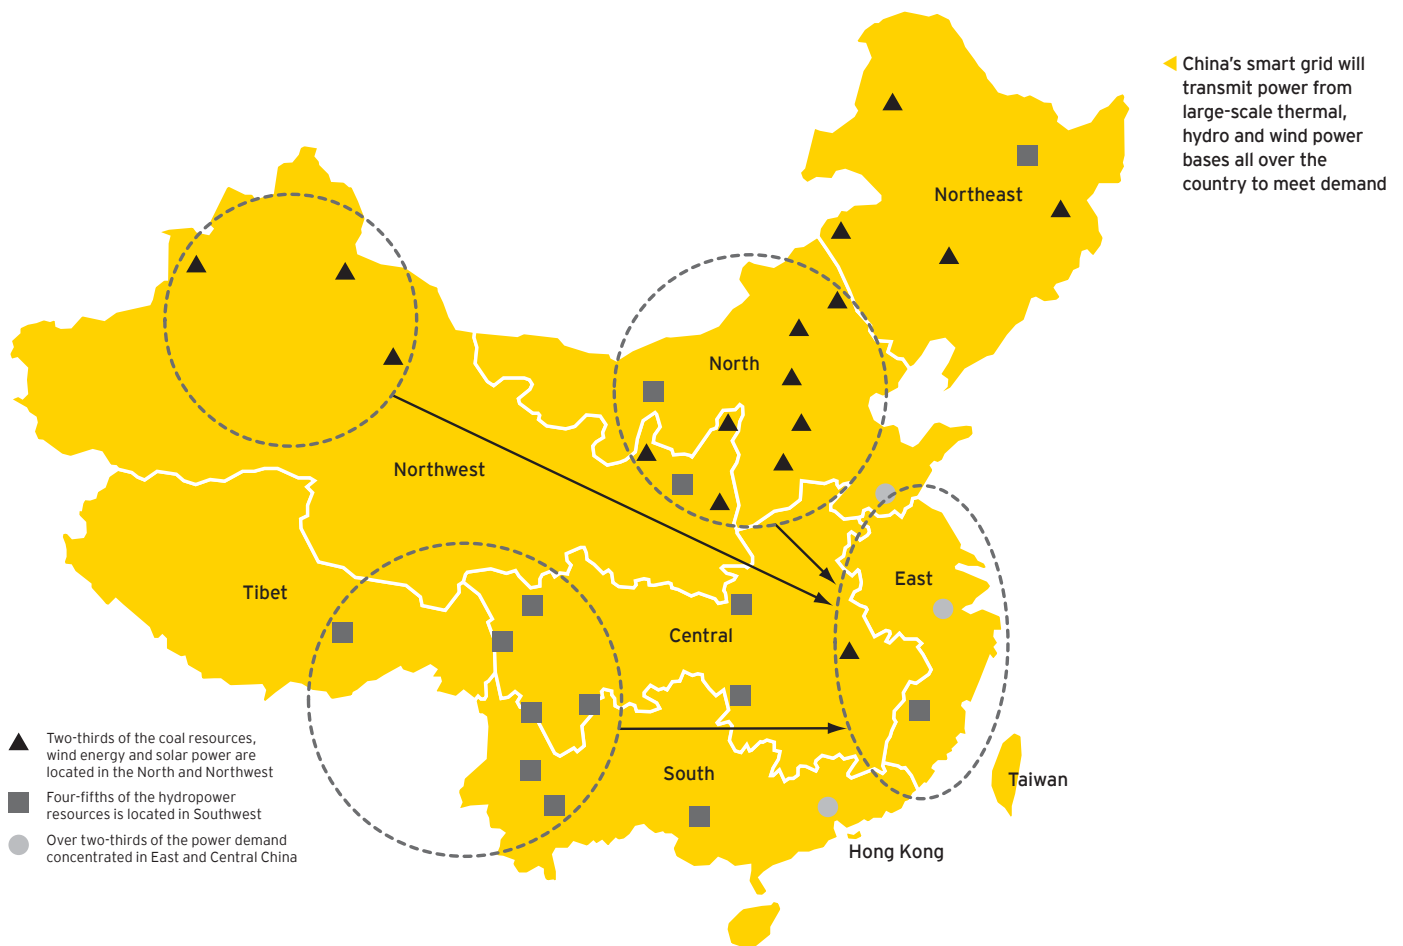 China’s smart grid will
transmit power from
large-scale thermal,
hydro and wind power
bases all over the
country to meet demand
Northeast
North
Northwest
East
Tibet
Central
South
Taiwan
Hong Kong
Two-thirds of the coal resources,
wind energy and solar power are
located in the North and Northwest
Four-fifths of the hydropower
resources is located in Southwest
Over two-thirds of the power demand
concentrated in East and Central China